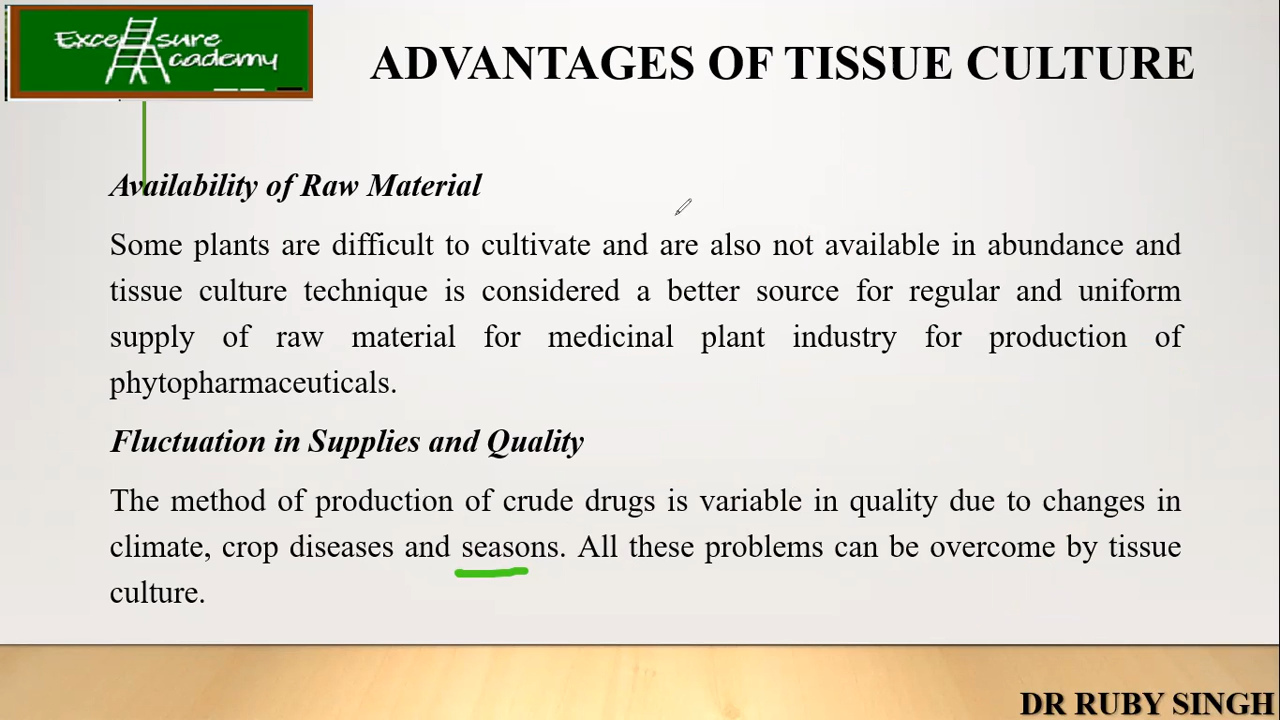 Excel sure
Academy
ADVANTAGES OF TISSUE CULTURE
Availability of Raw Material
Some plants are difficult to cultivate and are also not available in abundance and
tissue culture technique is considered a better source for regular and uniform
supply of raw material for medicinal plant industry for production of
phytopharmaceuticals.
Fluctuation in Supplies and Quality
The method of production of crude drugs is variable in quality due to changes in
climate, crop diseases and seasons. All these problems can be overcome by tissue
culture.
DR RUBY SINGH